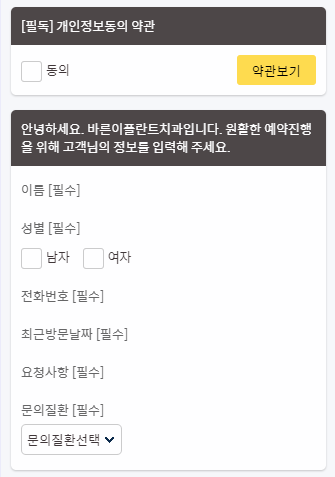 [필독] 개인정보동의 약관
동의
약관보기
안녕하세요. 바른이플란트치과입니다. 원활한 예약진행
을 위해 고객님의 정보를 입력해 주세요.
이름 [필수]
성별 [필수]
남자 여자
전화번호 [필수]
최근방문날짜 [필수]
요청사항 [필수]
문의질환 [필수]
문의질환선택